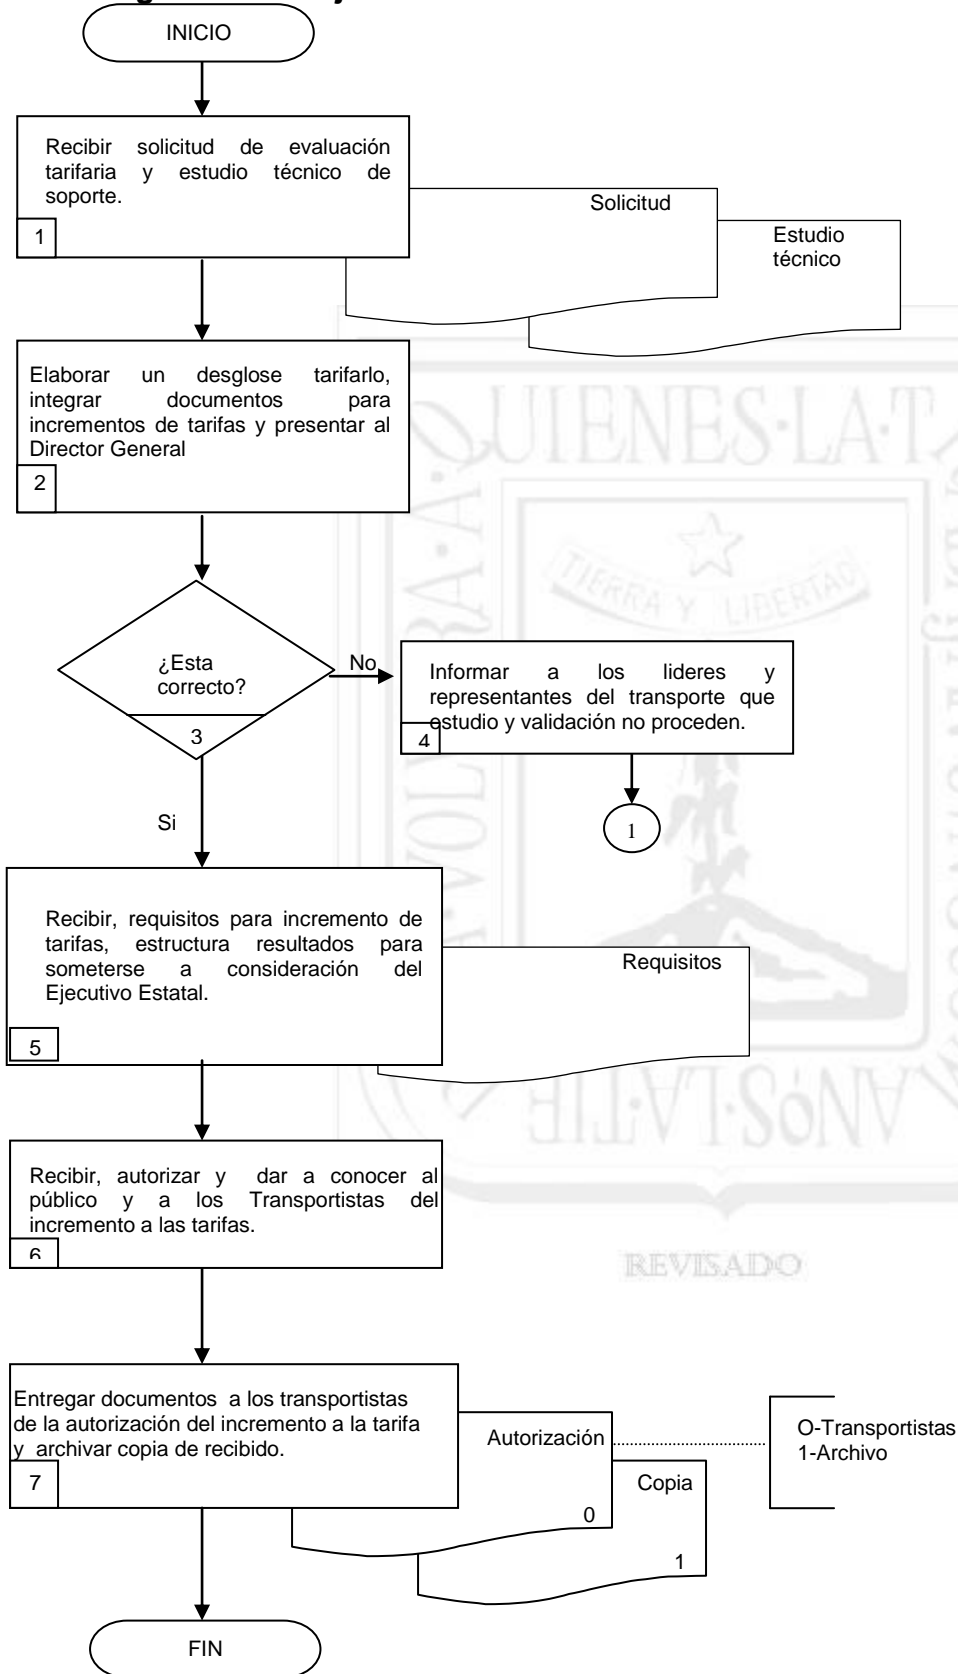 INICIO
Recibir solicitud de evaluación
tarifaria y estudio técnico de
soporte.
1
Solicitud
Estudio
técnico
Elaborar un desglose tarifarlo,
integrar documentos para
incrementos de tarifas y presentar al
Director General
2
¿Esta
correcto?
3
No
Informar a los lideres y
representantes del transporte que
estudio y validación no proceden.
4
1
Si
Recibir, requisitos para incremento de
tarifas, estructura resultados para
someterse a consideración del
Ejecutivo Estatal.
5
Requisitos
Recibir, autorizar y dar a conocer al
público y a los Transportistas del
incremento a las tarifas.
6
REVISADO
Entregar documentos a los transportistas
de la autorización del incremento a la tarifa
y archivar copia de recibido.
7
Autorización
0
Copia
1
O-Transportistas
1-Archivo
FIN
TIERRA Y LIBERTAD